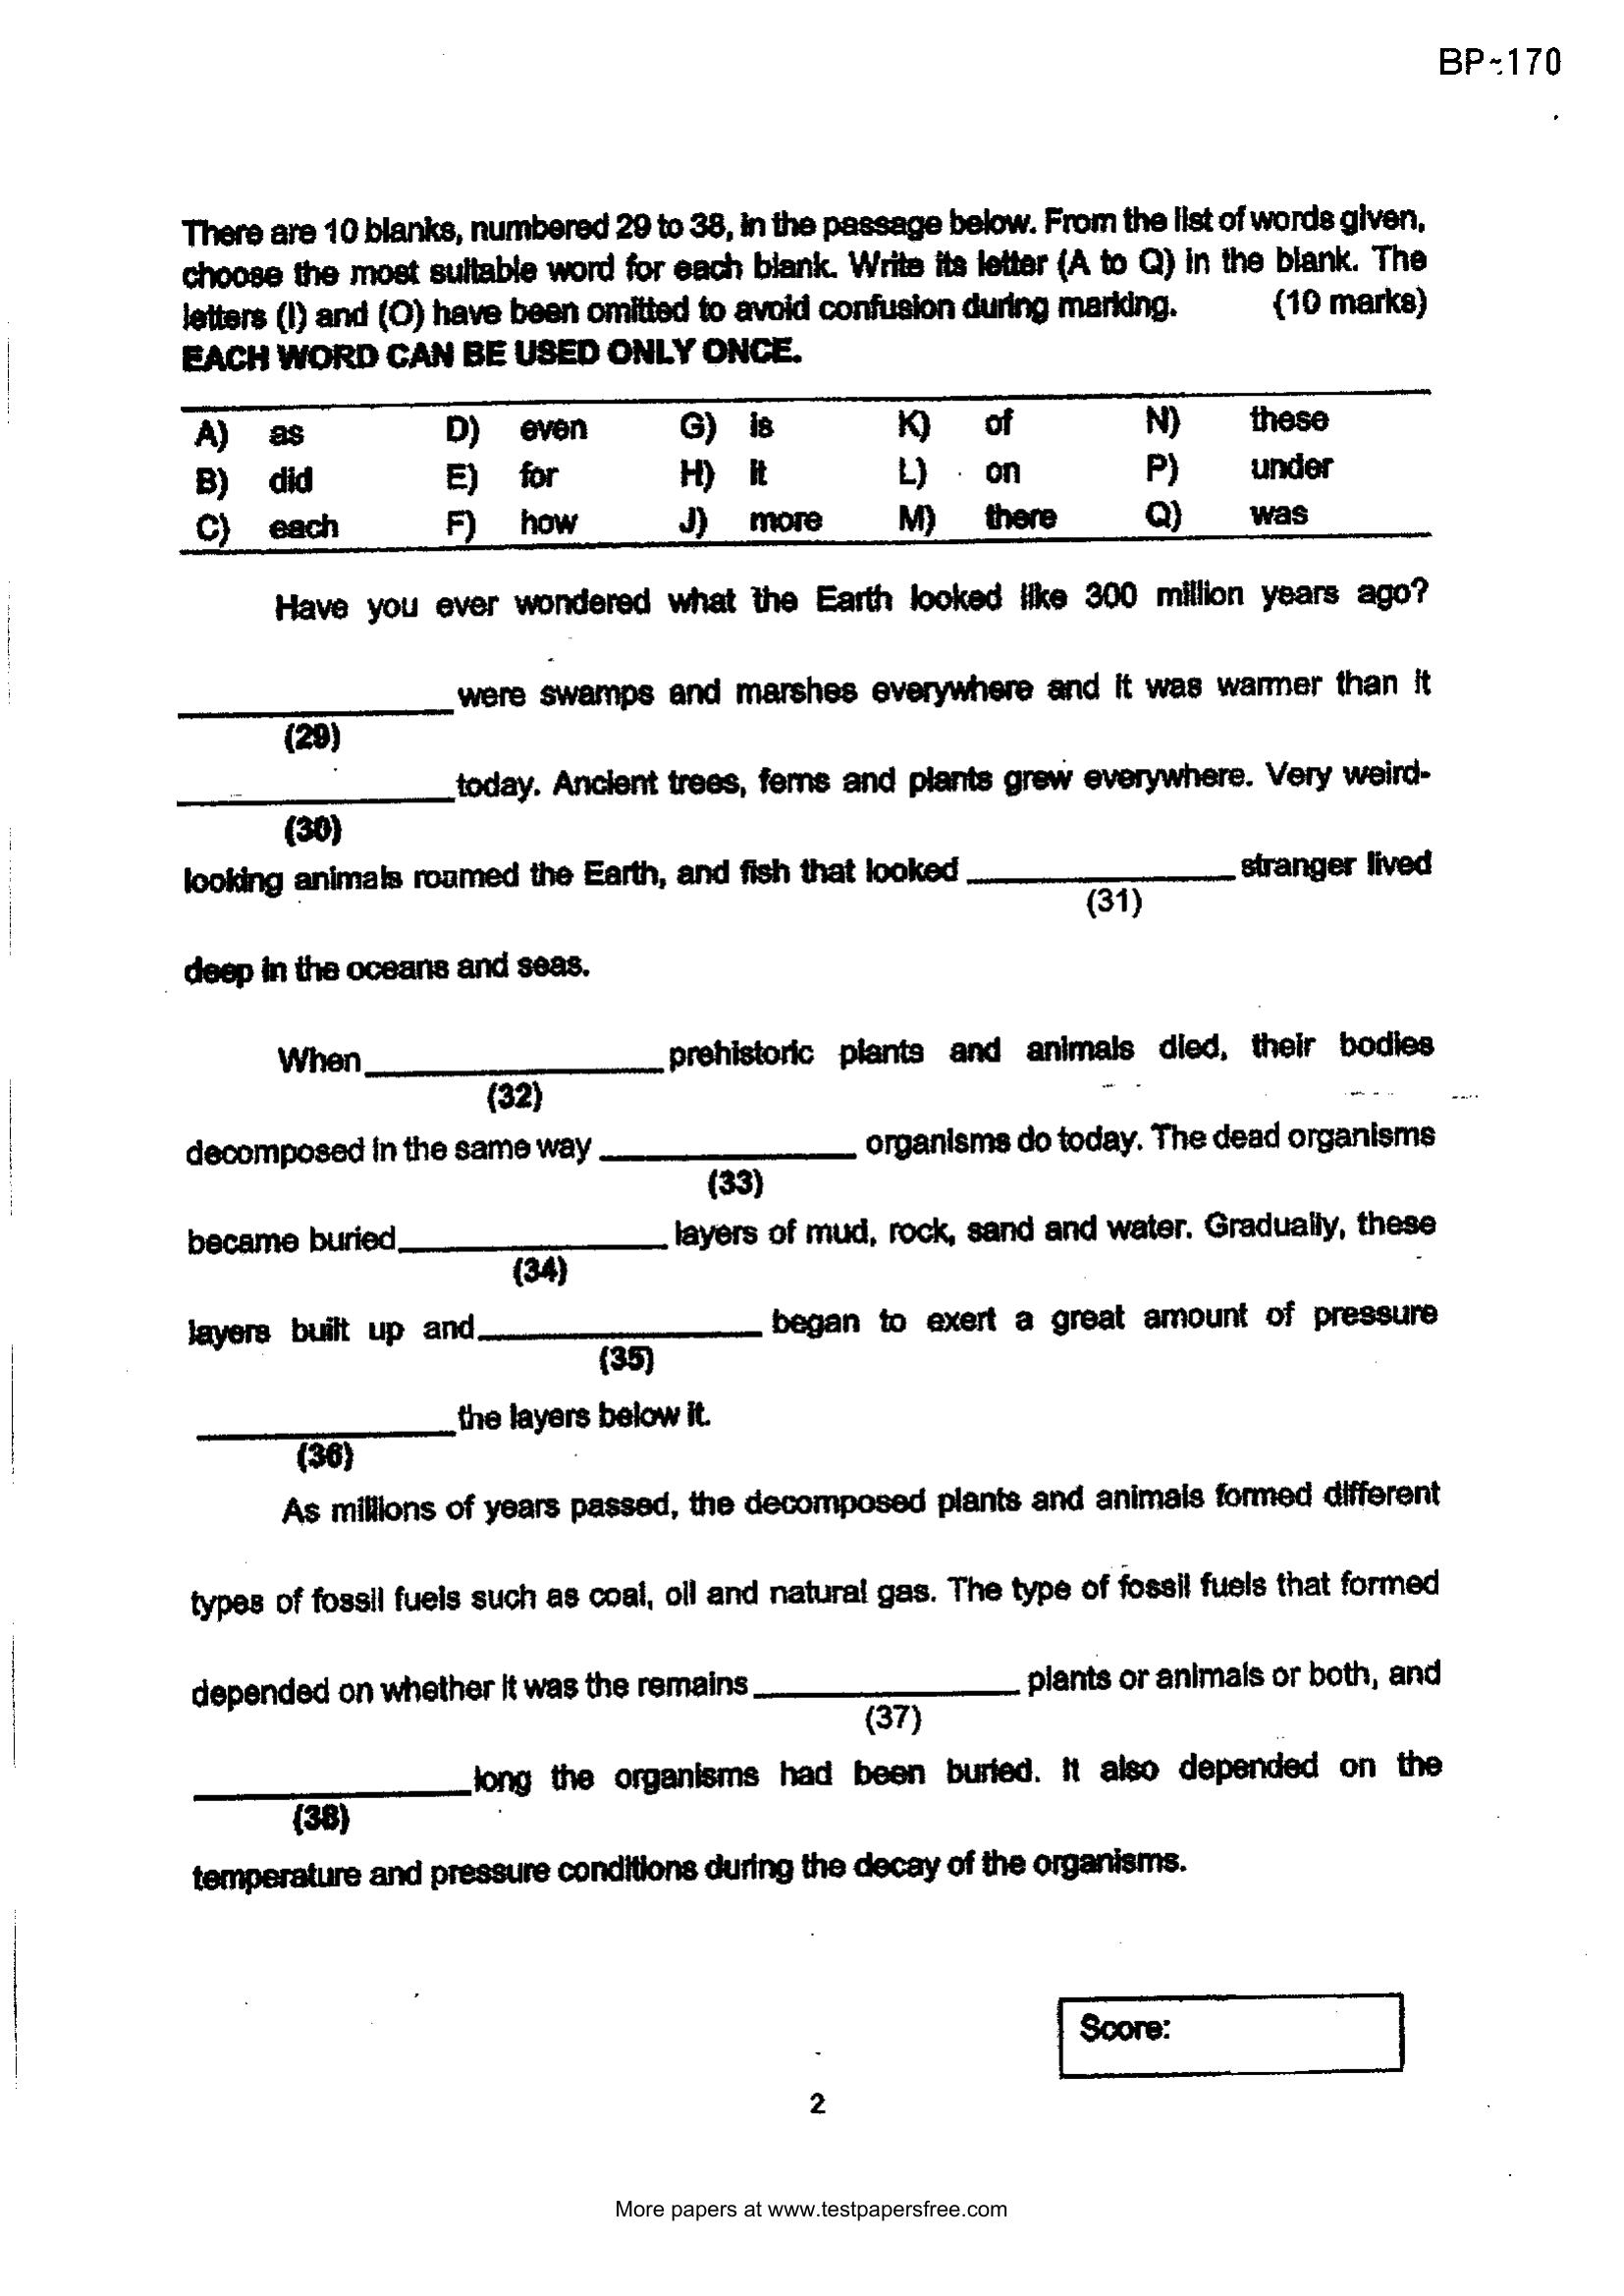 BP~170
There are 10 blanks, numbered 29 to 38, in the passage below. From the list of words given,
choose the most suitable word for each blank. Write its letter (A to Q) in the blank. The
letters (I) and (O) have been omitted to avoid confusion during marking. (10 marks)
EACH WORD CAN BE USED ONLY ONCE.
A) as D) even G) is K) of N) these
B) did E) for H) it L) on P) under
C) each F) how J) more M) there Q) was
Have you ever wondered what the Earth looked like 300 million years ago?
____________ were swamps and marshes everywhere and it was warmer than it
(29)
____________ today. Ancient trees, ferns and plants grew everywhere. Very weird-
(30)
looking animals roamed the Earth, and fish that looked ____________ stranger lived
(31)
deep in the oceans and seas.
When ____________ prehistoric plants and animals died, their bodies
(32)
decomposed in the same way ____________ organisms do today. The dead organisms
(33)
became buried ____________ layers of mud, rock, sand and water. Gradually, these
(34)
layers built up and ____________ began to exert a great amount of pressure
(35)
____________ the layers below it.
(36)
As millions of years passed, the decomposed plants and animals formed different
types of fossil fuels such as coal, oil and natural gas. The type of fossil fuels that formed
depended on whether it was the remains ____________ plants or animals or both, and
(37)
____________ long the organisms had been buried. It also depended on the
(38)
temperature and pressure conditions during the decay of the organisms.
Score:
2
More papers at www.testpapersfree.com